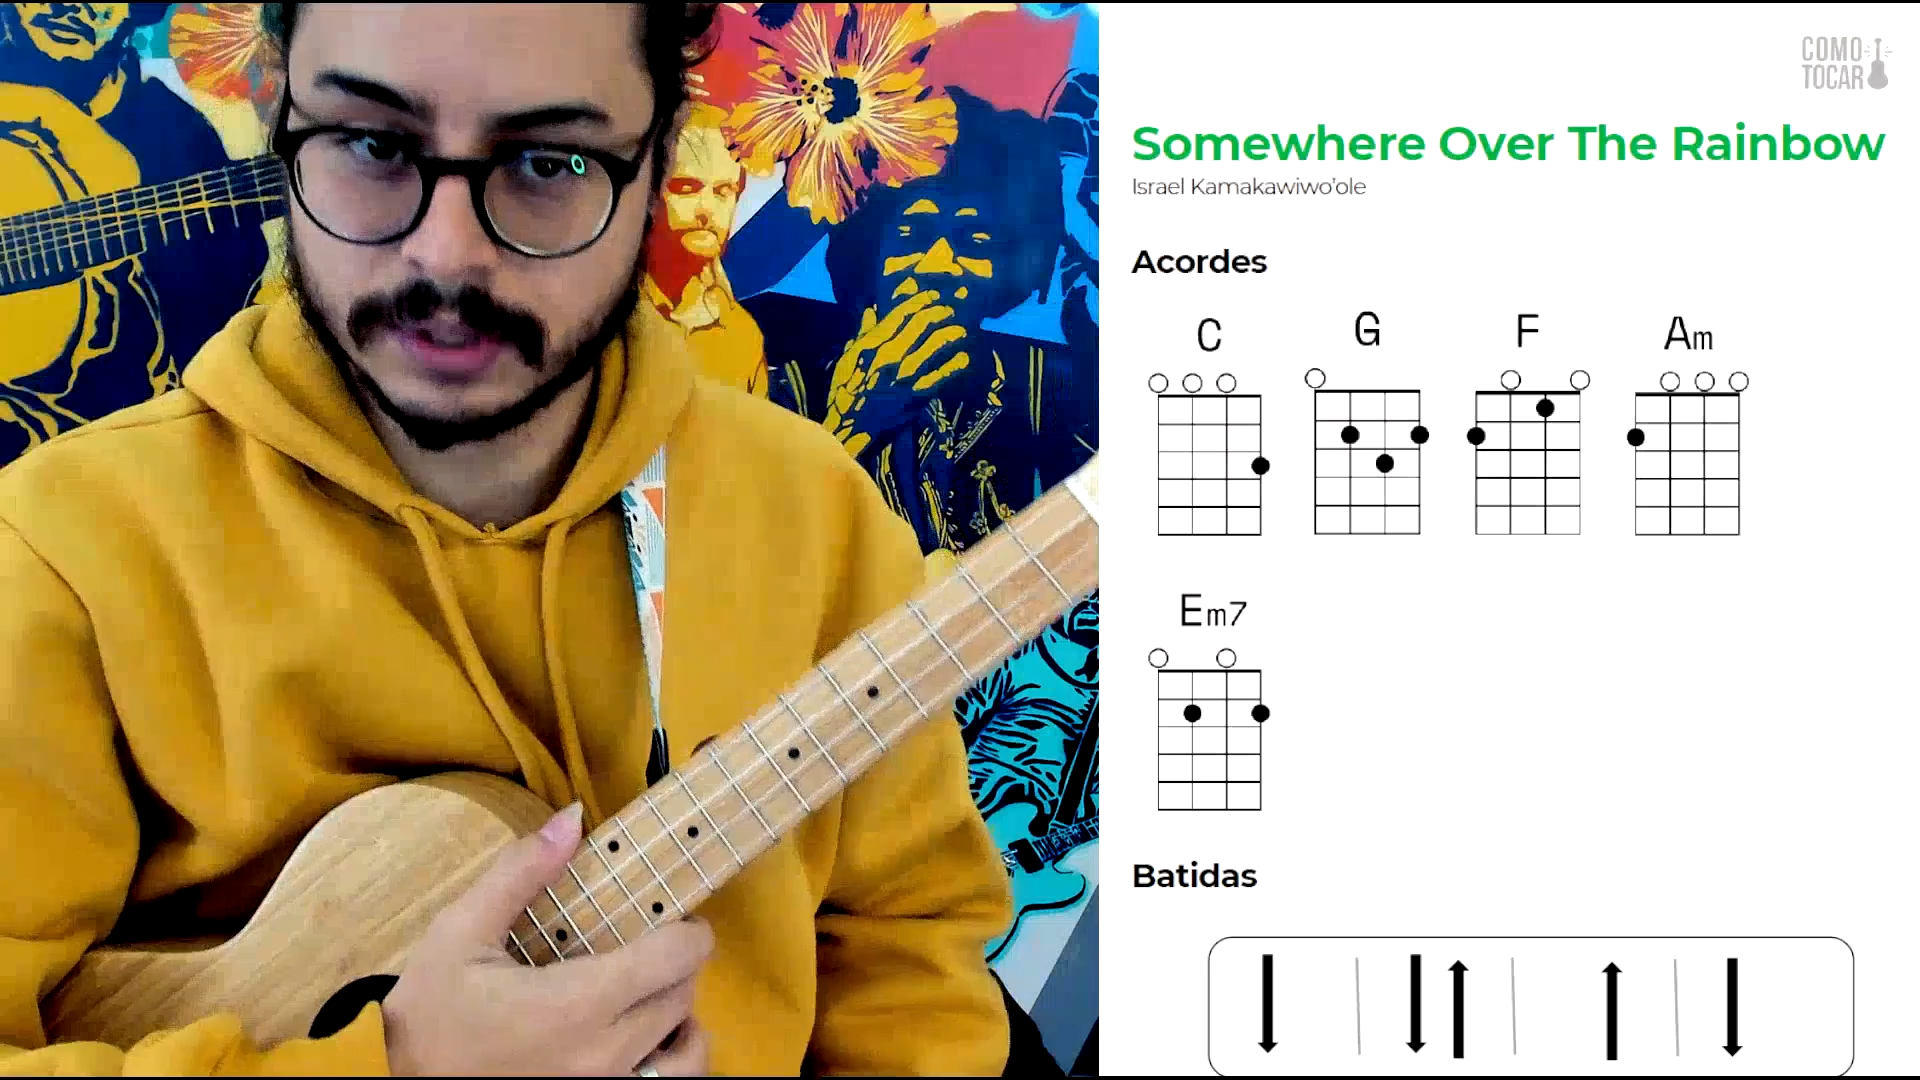 COMO
TOCAR
Somewhere Over The Rainbow
Israel Kamakawiwo’ole
Acordes
C G F Am
Em7
Batidas